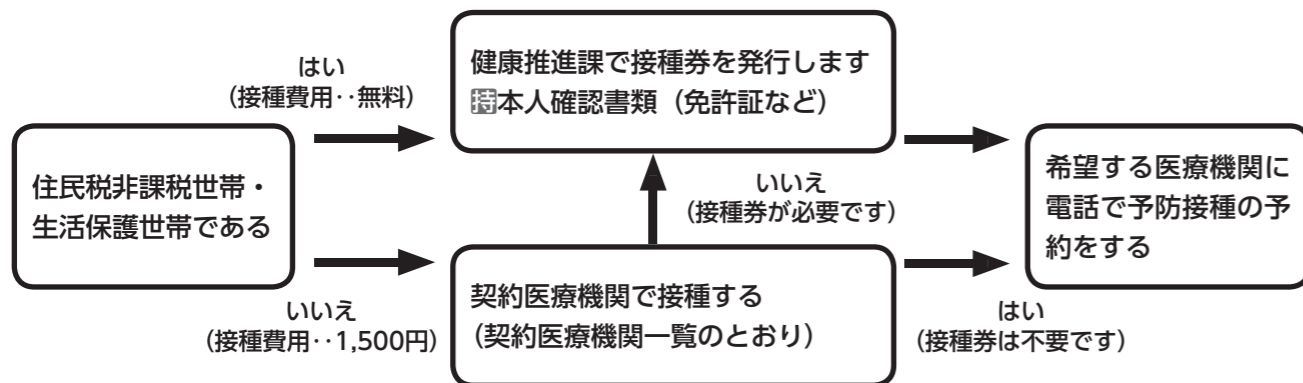 はい
(接種費用‥無料)
健康推進課で接種券を発行します
持本人確認書類（免許証など）
住民税非課税世帯・
生活保護世帯である
いいえ
(接種券が必要です)
希望する医療機関に
電話で予防接種の予
約をする
いいえ
(接種費用‥1,500円)
契約医療機関で接種する
（契約医療機関一覧のとおり）
はい
(接種券は不要です)